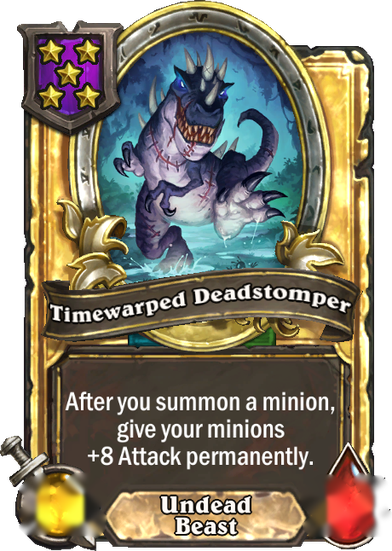 Timewarped Deadstomper
After you summon a minion,
give your minions
+8 Attack permanently.
Undead
Beast